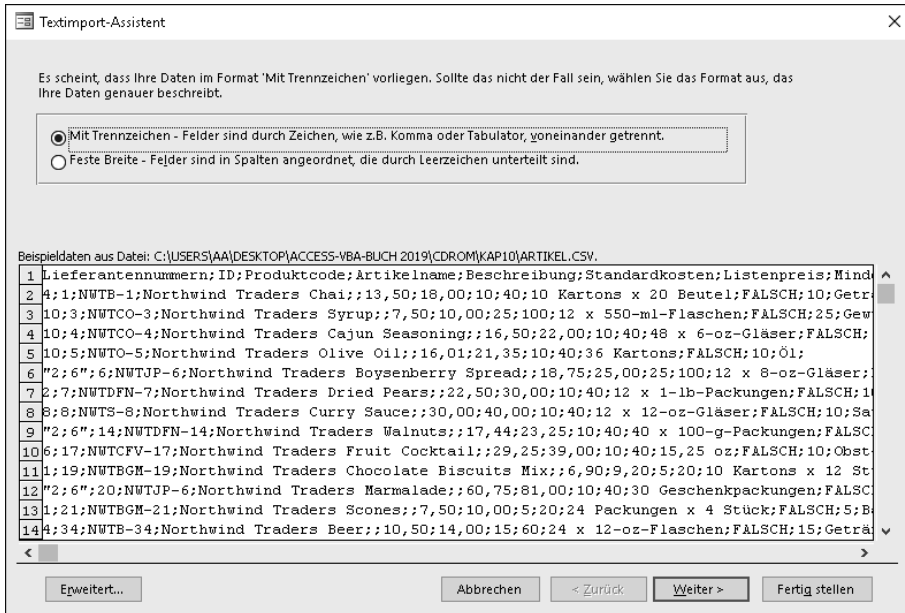 Textimport-Assistent
Es scheint, dass Ihre Daten im Format 'Mit Trennzeichen' vorliegen. Sollte das nicht der Fall sein, wählen Sie das Format aus, das
Ihre Daten genauer beschreibt.
Mit Trennzeichen - Felder sind durch Zeichen, wie z.B. Komma oder Tabulator, voneinander getrennt.
Feste Breite - Felder sind in Spalten angeordnet, die durch Leerzeichen unterteilt sind.
Beispieldaten aus Datei: C:\USERS\AA\DESKTOP\ACCESS-VBA-BUCH 2019\CDROM\KAP10\ARTIKEL.CSV.
1 Lieferantennummern;ID;Produktcode;Artikelname;Beschreibung;Standardkosten;Listenpreis;Mind
2 4;1;NWTB-1;Northwind Traders Chai;;13,50;18,00;10;40;10 Kartons x 20 Beutel;FALSCH;10;Getr
3 10;3;NWTCO-3;Northwind Traders Syrup;;7,50;10,00;25;100;12 x 550-ml-Flaschen;FALSCH;25;Gew
4 10;4;NWTCO-4;Northwind Traders Cajun Seasoning;;16,50;22,00;10;40;48 x 6-oz-Gläser;FALSCH;
5 10;5;NWTO-5;Northwind Traders Olive Oil;;16,01;21,35;10;40;36 Kartons;FALSCH;10;Öl;
6 "2;6";6;NWTJP-6;Northwind Traders Boysenberry Spread;;18,75;25,00;25;100;12 x 8-oz-Gläser;
7 2;7;NWTDFN-7;Northwind Traders Dried Pears;;22,50;30,00;10;40;12 x 1-lb-Packungen;FALSCH;1
8 8;8;NWTS-8;Northwind Traders Curry Sauce;;30,00;40,00;10;40;12 x 12-oz-Gläser;FALSCH;10;Sa
9 "2;6";14;NWTDFN-14;Northwind Traders Walnuts;;17,44;23,25;10;40;40 x 100-g-Packungen;FALSC
10 6;17;NWTCFV-17;Northwind Traders Fruit Cocktail;;29,25;39,00;10;40;15,25 oz;FALSCH;10;Obst
11 1;19;NWTBGM-19;Northwind Traders Chocolate Biscuits Mix;;6,90;9,20;5;20;10 Kartons x 12 St
12 "2;6";20;NWTJP-6;Northwind Traders Marmalade;;60,75;81,00;10;40;30 Geschenkpackungen;FALSC
13 1;21;NWTBGM-21;Northwind Traders Scones;;7,50;10,00;5;20;24 Packungen x 4 Stück;FALSCH;5;B
14 4;34;NWTB-34;Northwind Traders Beer;;10,50;14,00;15;60;24 x 12-oz-Flaschen;FALSCH;15;Geträ
Erweitert...
Abbrechen
< Zurück
Weiter >
Fertig stellen